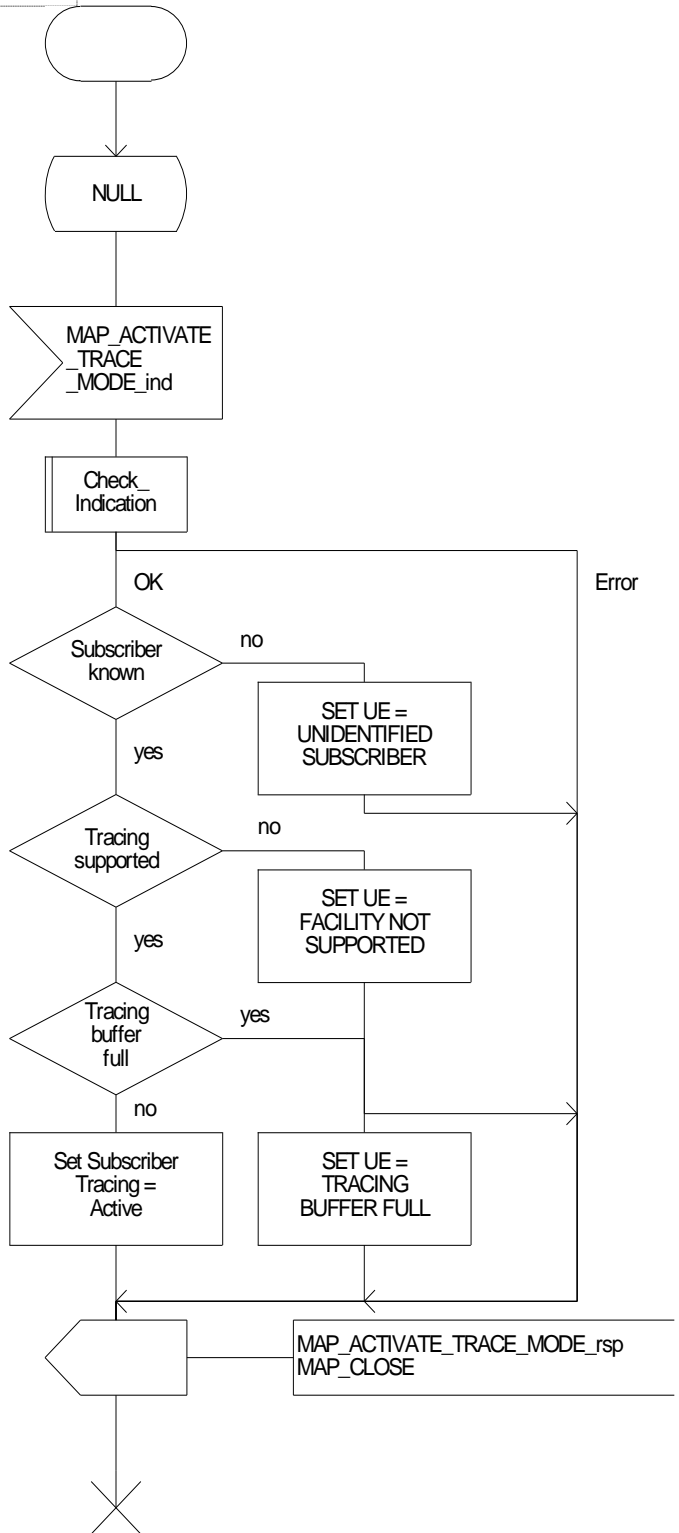 NULL
MAP_ACTIVATE
_TRACE
_MODE_ind
Check_
Indication
OK
Error
Subscriber
known
no
SET UE =
UNIDENTIFIED
SUBSCRIBER
yes
Tracing
supported
no
SET UE =
FACILITY NOT
SUPPORTED
yes
Tracing
buffer
full
yes
no
Set Subscriber
Tracing =
Active
SET UE =
TRACING
BUFFER FULL
MAP_ACTIVATE_TRACE_MODE_rsp
MAP_CLOSE